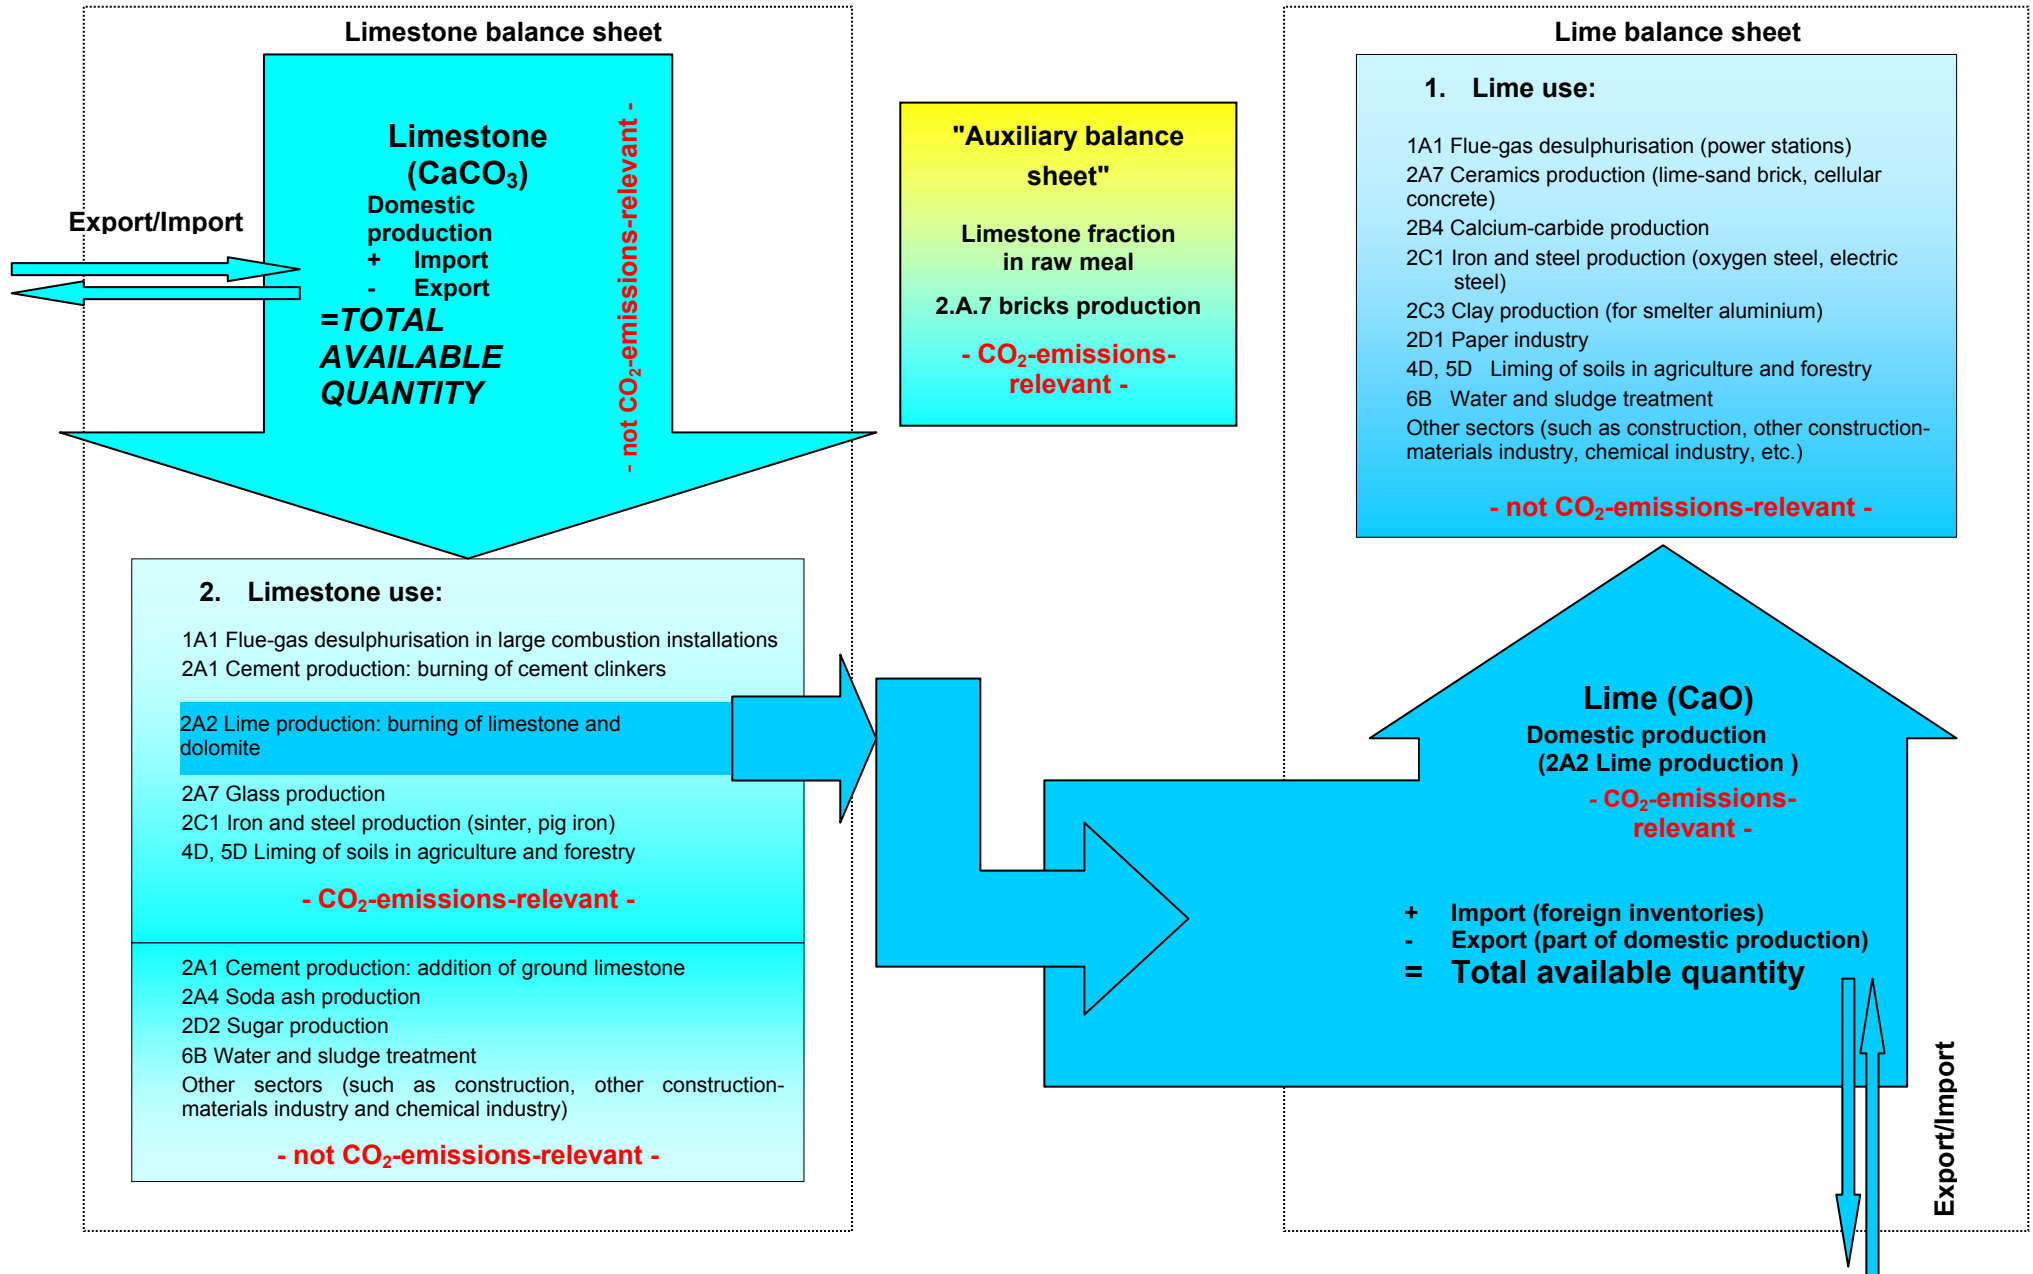 Limestone balance sheet
Limestone
(CaCO₃)
Domestic
production
+ Import
- Export
=TOTAL
AVAILABLE
QUANTITY
- not CO₂-emissions-relevant -
Export/Import
2. Limestone use:
1A1 Flue-gas desulphurisation in large combustion installations
2A1 Cement production: burning of cement clinkers
2A2 Lime production: burning of limestone and
dolomite
2A7 Glass production
2C1 Iron and steel production (sinter, pig iron)
4D, 5D Liming of soils in agriculture and forestry
- CO₂-emissions-relevant -
2A1 Cement production: addition of ground limestone
2A4 Soda ash production
2D2 Sugar production
6B Water and sludge treatment
Other sectors (such as construction, other construction-
materials industry and chemical industry)
- not CO₂-emissions-relevant -
"Auxiliary balance
sheet"
Limestone fraction
in raw meal
2.A.7 bricks production
- CO₂-emissions-
relevant -
Lime balance sheet
1. Lime use:
1A1 Flue-gas desulphurisation (power stations)
2A7 Ceramics production (lime-sand brick, cellular
concrete)
2B4 Calcium-carbide production
2C1 Iron and steel production (oxygen steel, electric
steel)
2C3 Clay production (for smelter aluminium)
2D1 Paper industry
4D, 5D Liming of soils in agriculture and forestry
6B Water and sludge treatment
Other sectors (such as construction, other construction-
materials industry, chemical industry, etc.)
- not CO₂-emissions-relevant -
Lime (CaO)
Domestic production
(2A2 Lime production )
- CO₂-emissions-
relevant -
+ Import (foreign inventories)
- Export (part of domestic production)
= Total available quantity
Export/Import